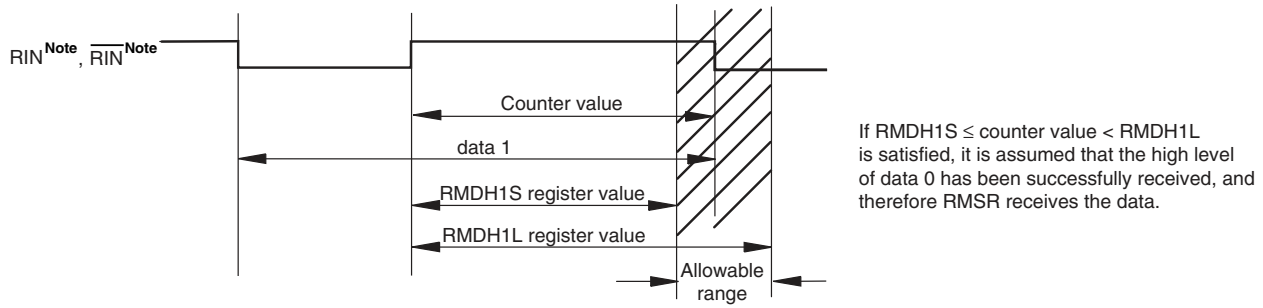 RIN Note, R̅I̅N̅ Note
Counter value
data 1
RMDH1S register value
RMDH1L register value
Allowable
range
If RMDH1S ≤ counter value < RMDH1L
is satisfied, it is assumed that the high level
of data 0 has been successfully received, and
therefore RMSR receives the data.